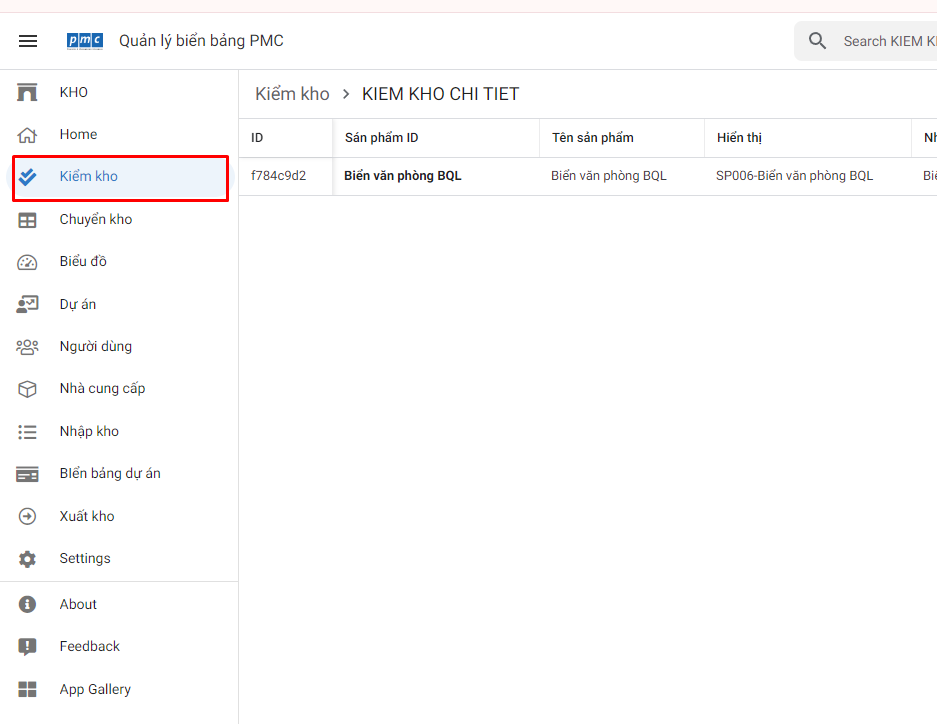 pmc Quản lý biển bảng PMC
Search KIEM K
KHO
Home
Kiểm kho
Chuyển kho
Biểu đồ
Dự án
Người dùng
Nhà cung cấp
Nhập kho
BIển bảng dự án
Xuất kho
Settings
About
Feedback
App Gallery
Kiểm kho > KIEM KHO CHI TIET
ID Sản phẩm ID Tên sản phẩm Hiển thị Nh
f784c9d2 Biển văn phòng BQL Biển văn phòng BQL SP006-Biển văn phòng BQL Biể